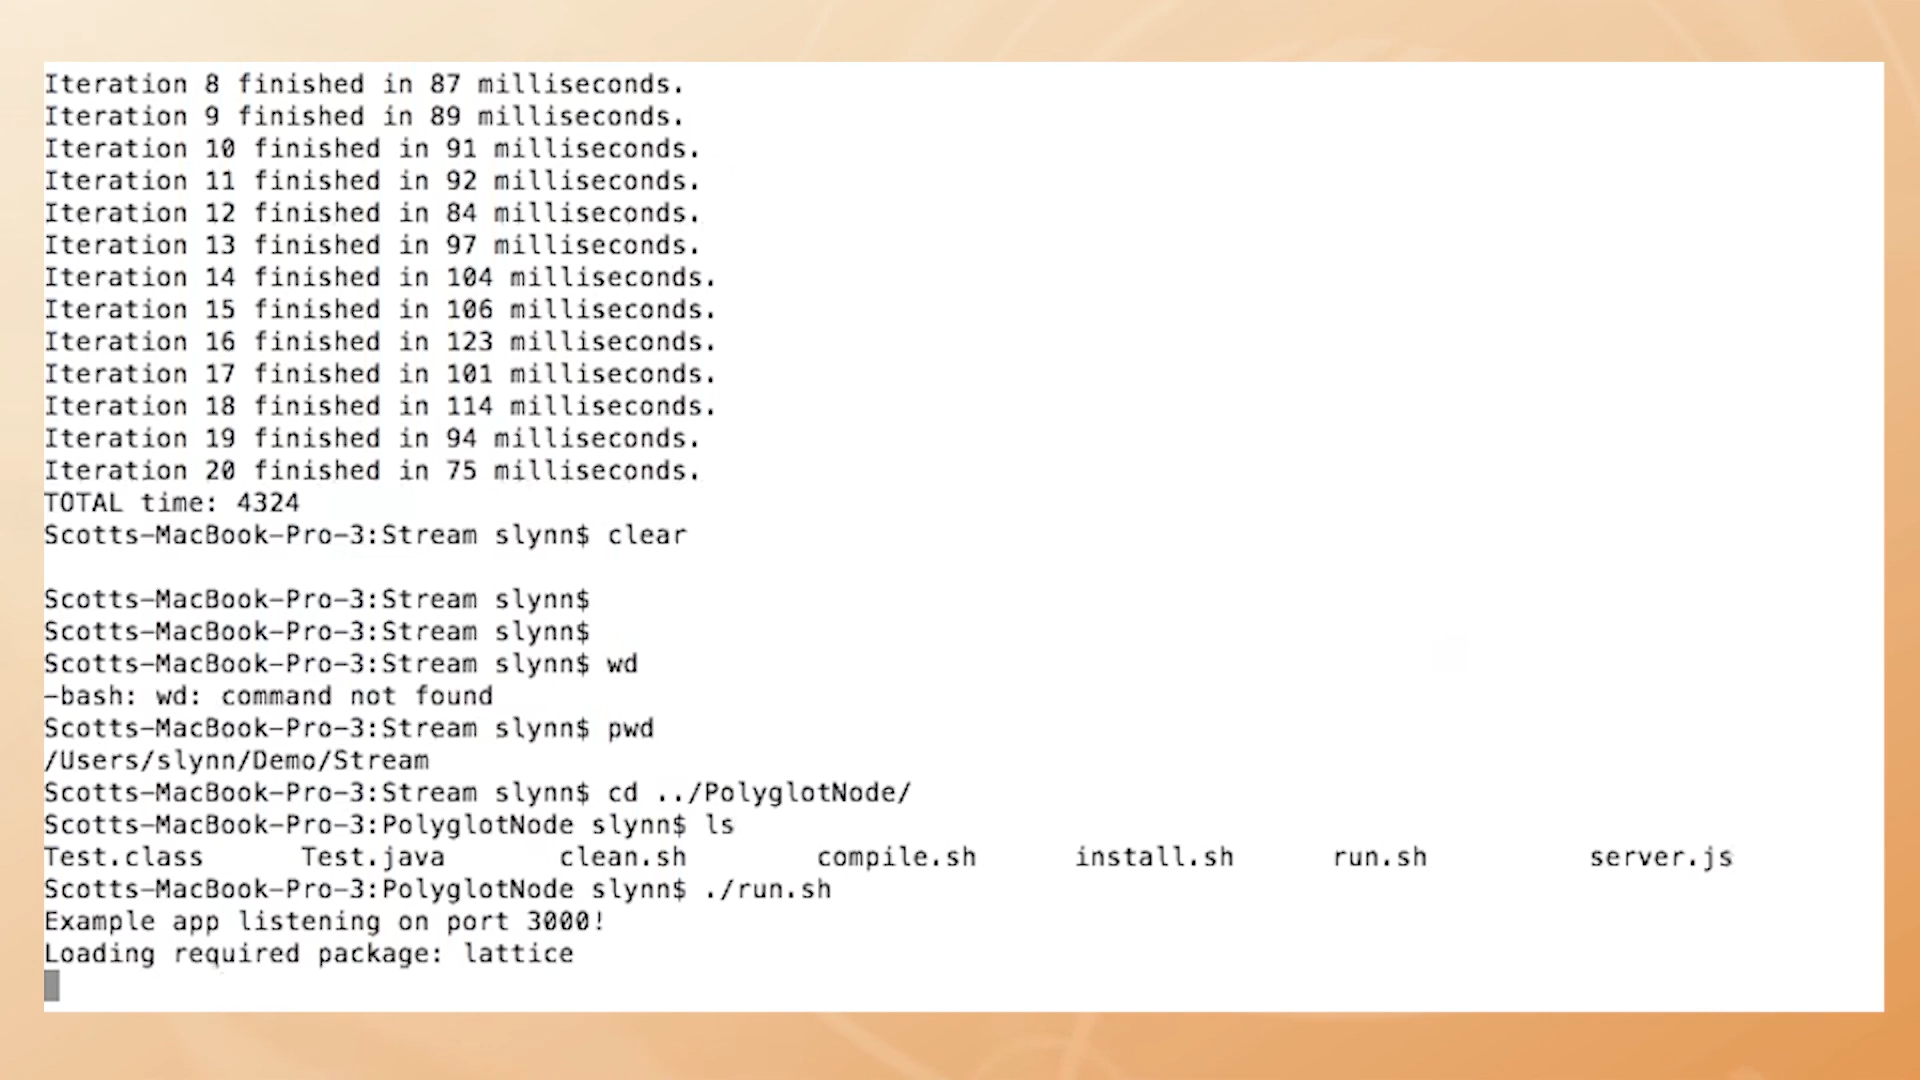 Iteration 8 finished in 87 milliseconds.
Iteration 9 finished in 89 milliseconds.
Iteration 10 finished in 91 milliseconds.
Iteration 11 finished in 92 milliseconds.
Iteration 12 finished in 84 milliseconds.
Iteration 13 finished in 97 milliseconds.
Iteration 14 finished in 104 milliseconds.
Iteration 15 finished in 106 milliseconds.
Iteration 16 finished in 123 milliseconds.
Iteration 17 finished in 101 milliseconds.
Iteration 18 finished in 114 milliseconds.
Iteration 19 finished in 94 milliseconds.
Iteration 20 finished in 75 milliseconds.
TOTAL time: 4324
Scotts-MacBook-Pro-3:Stream slynn$ clear
Scotts-MacBook-Pro-3:Stream slynn$
Scotts-MacBook-Pro-3:Stream slynn$
Scotts-MacBook-Pro-3:Stream slynn$ wd
-bash: wd: command not found
Scotts-MacBook-Pro-3:Stream slynn$ pwd
/Users/slynn/Demo/Stream
Scotts-MacBook-Pro-3:Stream slynn$ cd ../PolyglotNode/
Scotts-MacBook-Pro-3:PolyglotNode slynn$ ls
Test.class Test.java clean.sh compile.sh install.sh run.sh server.js
Scotts-MacBook-Pro-3:PolyglotNode slynn$ ./run.sh
Example app listening on port 3000!
Loading required package: lattice